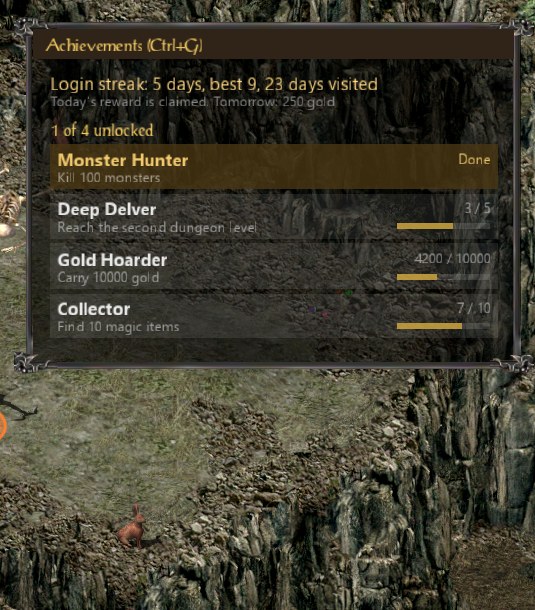 Achievements (Ctrl+G)
Login streak: 5 days, best 9, 23 days visited
Today's reward is claimed. Tomorrow: 250 gold
1 of 4 unlocked
Monster Hunter Done
Kill 100 monsters
Deep Delver 3 / 5
Reach the second dungeon level
Gold Hoarder 4200 / 10000
Carry 10000 gold
Collector 7 / 10
Find 10 magic items